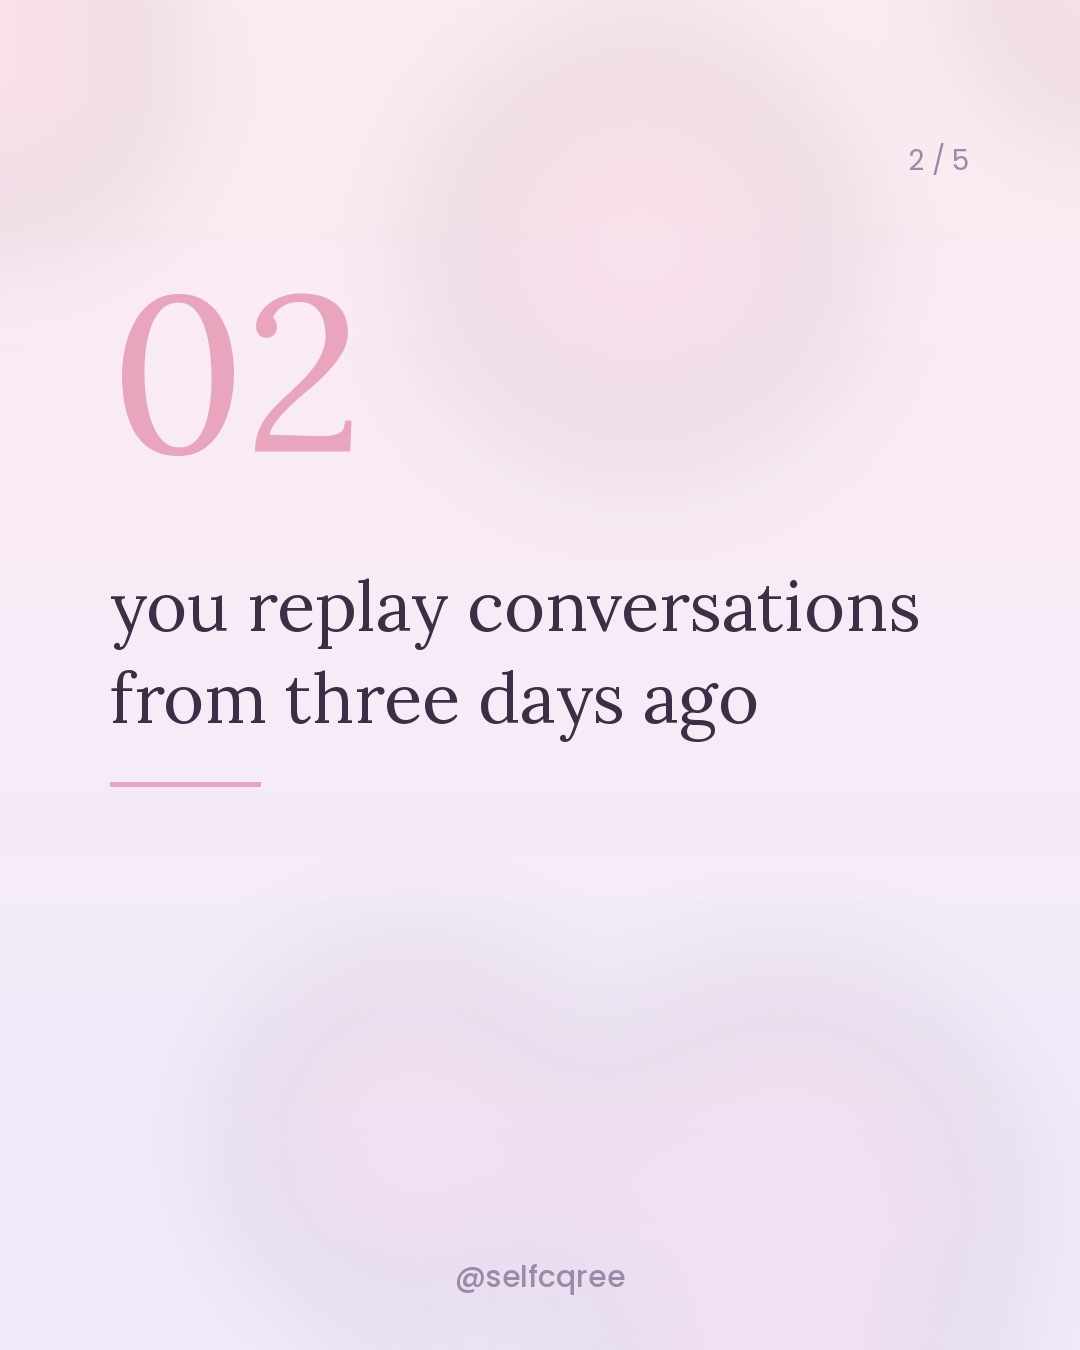 2 / 5
02
you replay conversations
from three days ago
@selfcqree